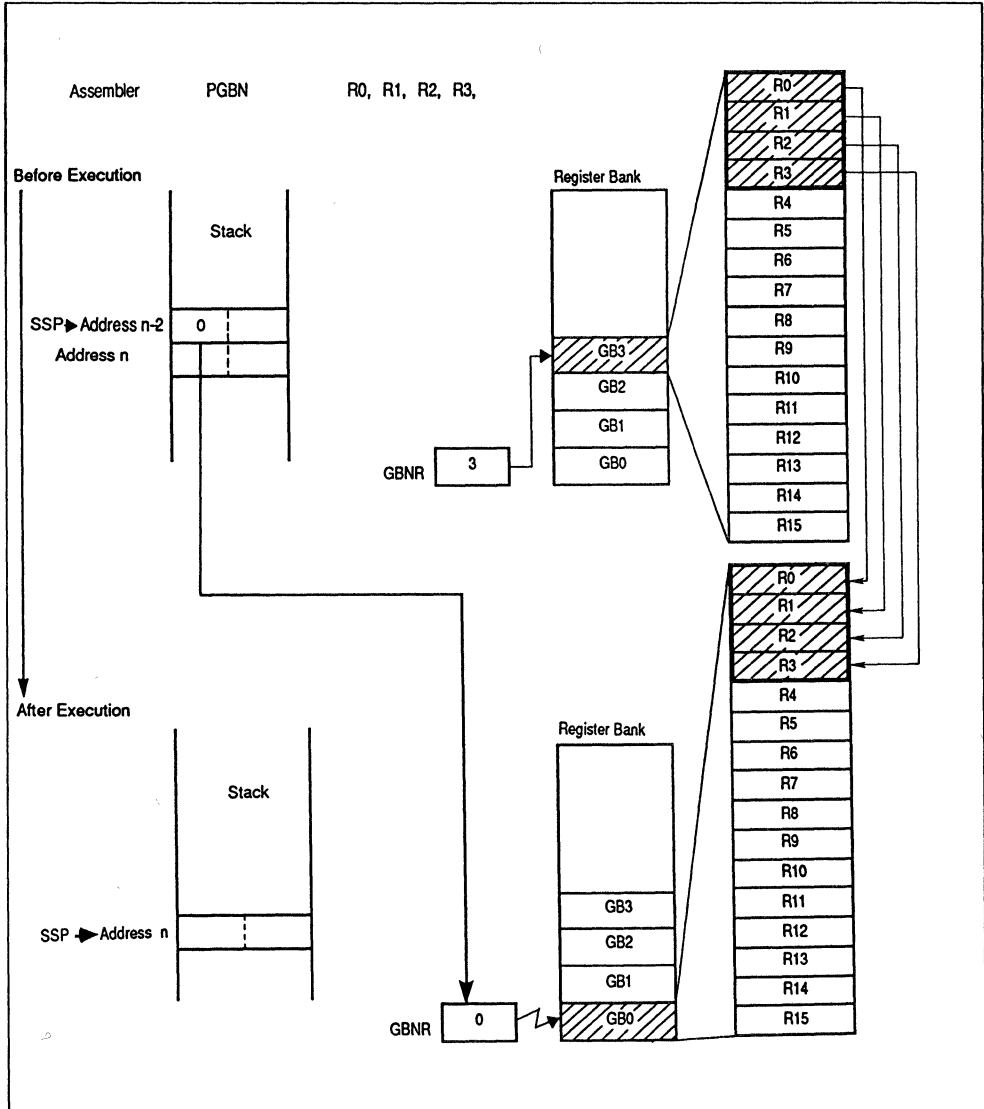 Assembler PGBN R0, R1, R2, R3,
Before Execution
Stack
SSP Address n-2 0
Address n
GBNR 3
Register Bank
GB3
GB2
GB1
GB0
R0
R1
R2
R3
R4
R5
R6
R7
R8
R9
R10
R11
R12
R13
R14
R15
After Execution
Stack
SSP Address n
GBNR 0
Register Bank
GB3
GB2
GB1
GB0
R0
R1
R2
R3
R4
R5
R6
R7
R8
R9
R10
R11
R12
R13
R14
R15